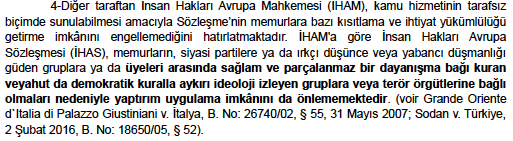 4-Diğer taraftan İnsan Hakları Avrupa Mahkemesi (İHAM), kamu hizmetinin tarafsız
biçimde sunulabilmesi amacıyla Sözleşme'nin memurlara bazı kısıtlama ve ihtiyat yükümlülüğü
getirme imkânını engellemediğini hatırlatmaktadır. İHAM'a göre İnsan Hakları Avrupa
Sözleşmesi (İHAS), memurların, siyasi partilere ya da ırkçı düşünce veya yabancı düşmanlığı
güden gruplara ya da üyeleri arasında sağlam ve parçalanmaz bir dayanışma bağı kuran
veyahut da demokratik kuralla aykırı ideoloji izleyen gruplara veya terör örgütlerine bağlı
olmaları nedeniyle yaptırım uygulama imkânını da önlememektedir. (voir Grande Oriente
d`Italia di Palazzo Giustiniani v. İtalya, B. No: 26740/02, § 55, 31 Mayıs 2007; Sodan v. Türkiye,
2 Şubat 2016, B. No: 18650/05, § 52).